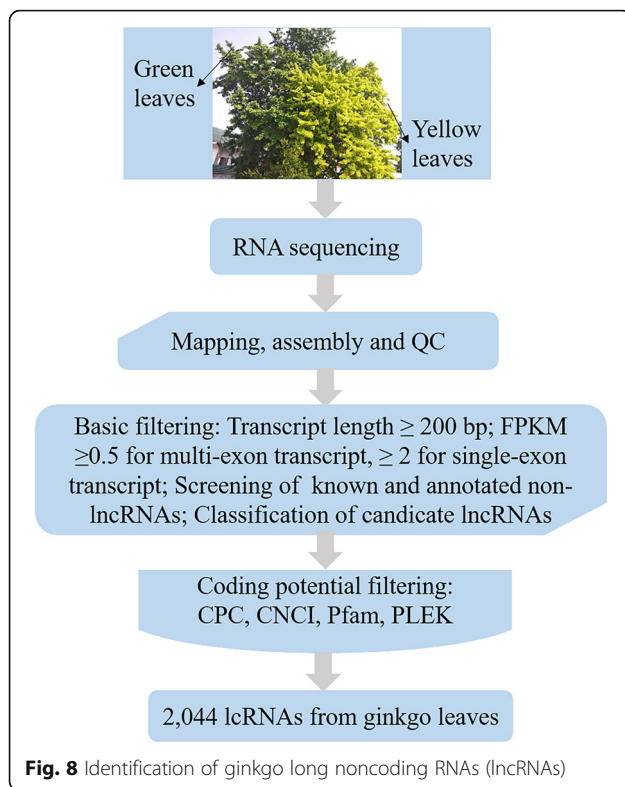 Green
leaves
Yellow
leaves
RNA sequencing
Mapping, assembly and QC
Basic filtering: Transcript length ≥ 200 bp; FPKM
≥0.5 for multi-exon transcript, ≥ 2 for single-exon
transcript; Screening of known and annotated non-
lncRNAs; Classification of candicate lncRNAs
Coding potential filtering:
CPC, CNCI, Pfam, PLEK
2,044 lcRNAs from ginkgo leaves
Fig. 8 Identification of ginkgo long noncoding RNAs (lncRNAs)